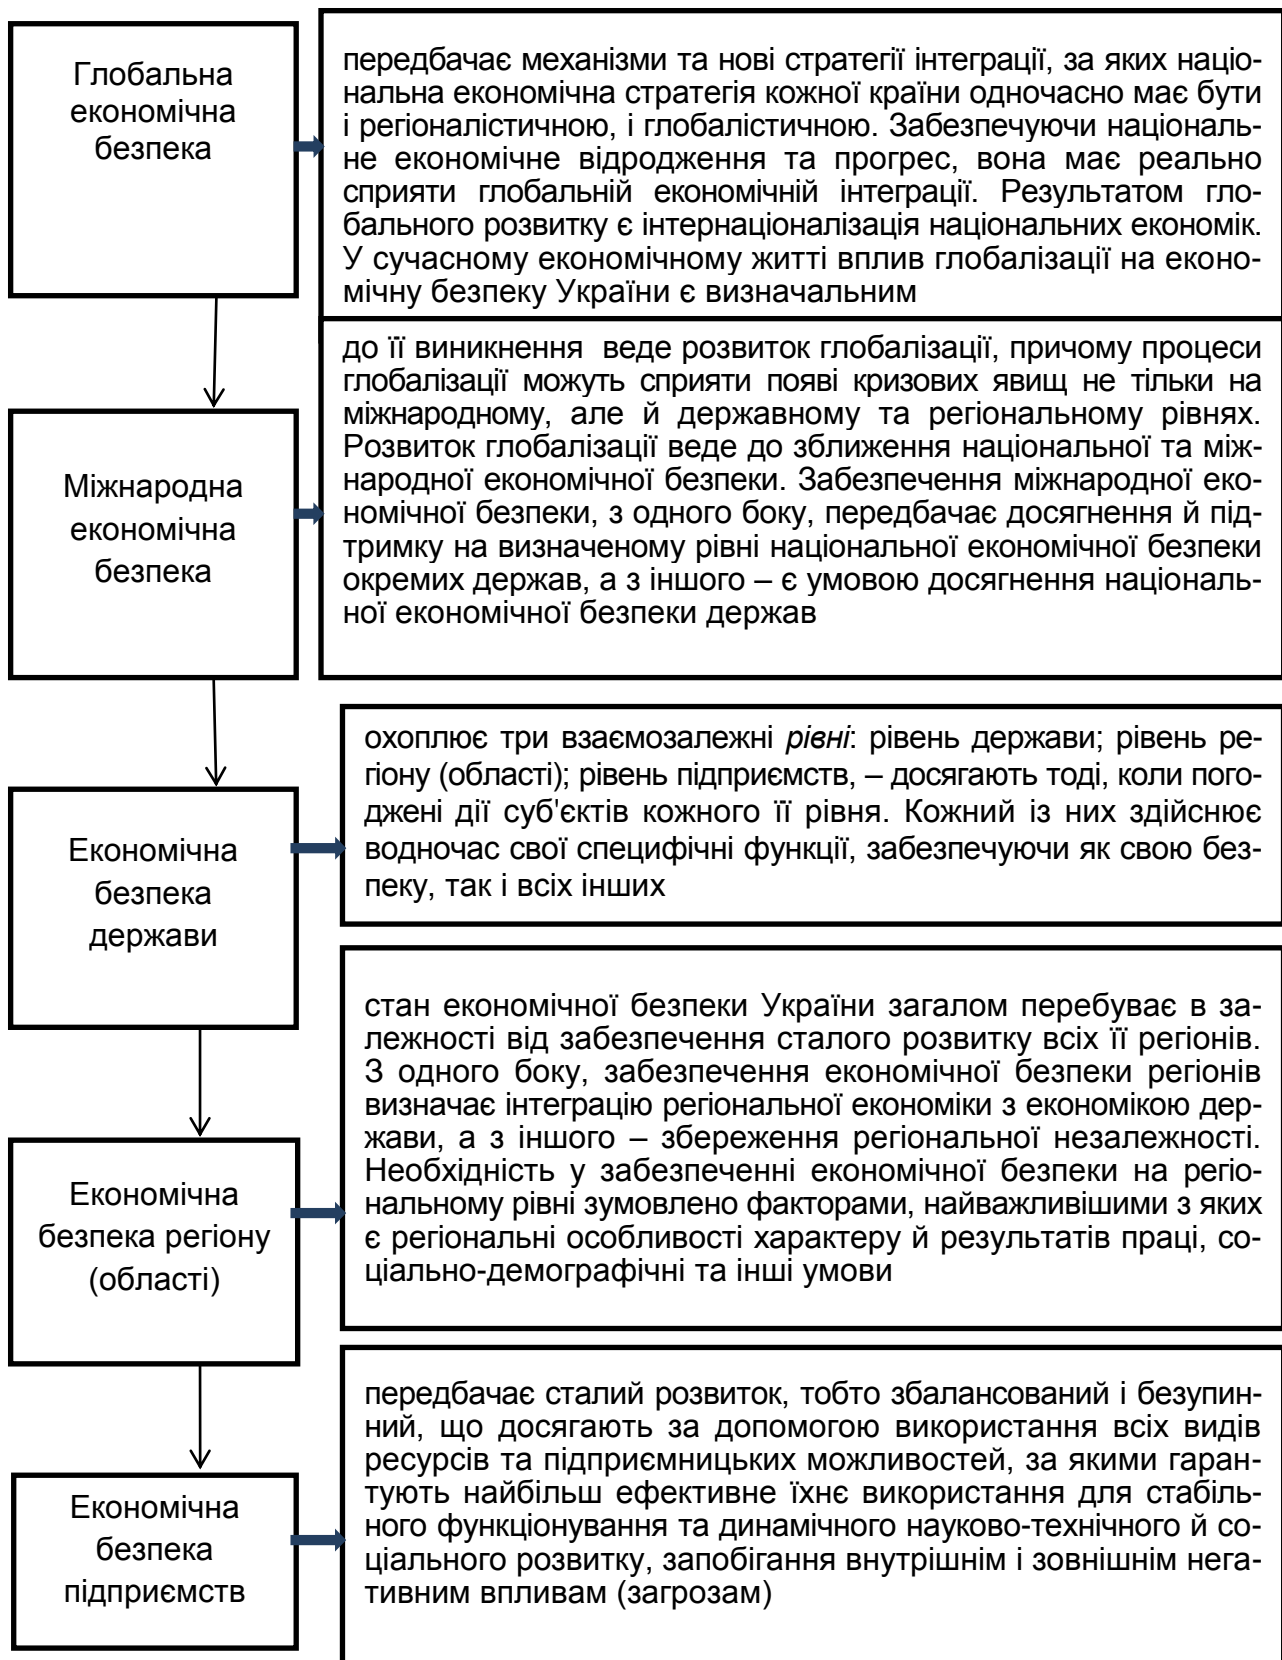 Глобальна
економічна
безпека
передбачає механізми та нові стратегії інтеграції, за яких наці-
нальна економічна стратегія кожної країни одночасно має бути
і регіоналістичною, і глобалістичною. Забезпечуючи національ-
не економічне відродження та прогрес, вона має реально
сприяти глобальній економічній інтеграції. Результатом гло-
бального розвитку є інтернаціоналізація національних економік.
У сучасному економічному житті вплив глобалізації на еконо-
мічну безпеку України є визначальним
Міжнародна
економічна
безпека
до її виникнення веде розвиток глобалізації, причому процеси
глобалізації можуть сприяти появі кризових явищ не тільки на
міжнародному, але й державному та регіональному рівнях.
Розвиток глобалізації веде до зближення національної та між-
народної економічної безпеки. Забезпечення міжнародної еко-
номічної безпеки, з одного боку, передбачає досягнення й під-
тримку на визначеному рівні національної економічної безпеки
окремих держав, а з іншого – є умовою досягнення національ-
ної економічної безпеки держав
Економічна
безпека
держави
охоплює три взаємозалежні рівні: рівень держави; рівень ре-
гіону (області); рівень підприємств, – досягають тоді, коли пого-
джені дії суб'єктів кожного її рівня. Кожний із них здійснює
водночас свої специфічні функції, забезпечуючи як свою без-
пеку, так і всіх інших
Економічна
безпека регіону
(області)
стан економічної безпеки України загалом перебуває в за-
лежності від забезпечення сталого розвитку всіх її регіонів.
З одного боку, забезпечення економічної безпеки регіонів
визначає інтеграцію регіональної економіки з економікою дер-
жави, а з іншого – збереження регіональної незалежності.
Необхідність у забезпеченні економічної безпеки на регіо-
нальному рівні зумовлено факторами, найважливішими з яких
є регіональні особливості характеру й результатів праці, со-
ціально-демографічні та інші умови
Економічна
безпека
підприємств
передбачає сталий розвиток, тобто збалансований і безупин-
ний, що досягають за допомогою використання всіх видів
ресурсів та підприємницьких можливостей, за якими гаран-
тують найбільш ефективне їхнє використання для стабіль-
ного функціонування та динамічного науково-технічного й со-
ціального розвитку, запобігання внутрішнім і зовнішнім нега-
тивним впливам (загрозам)